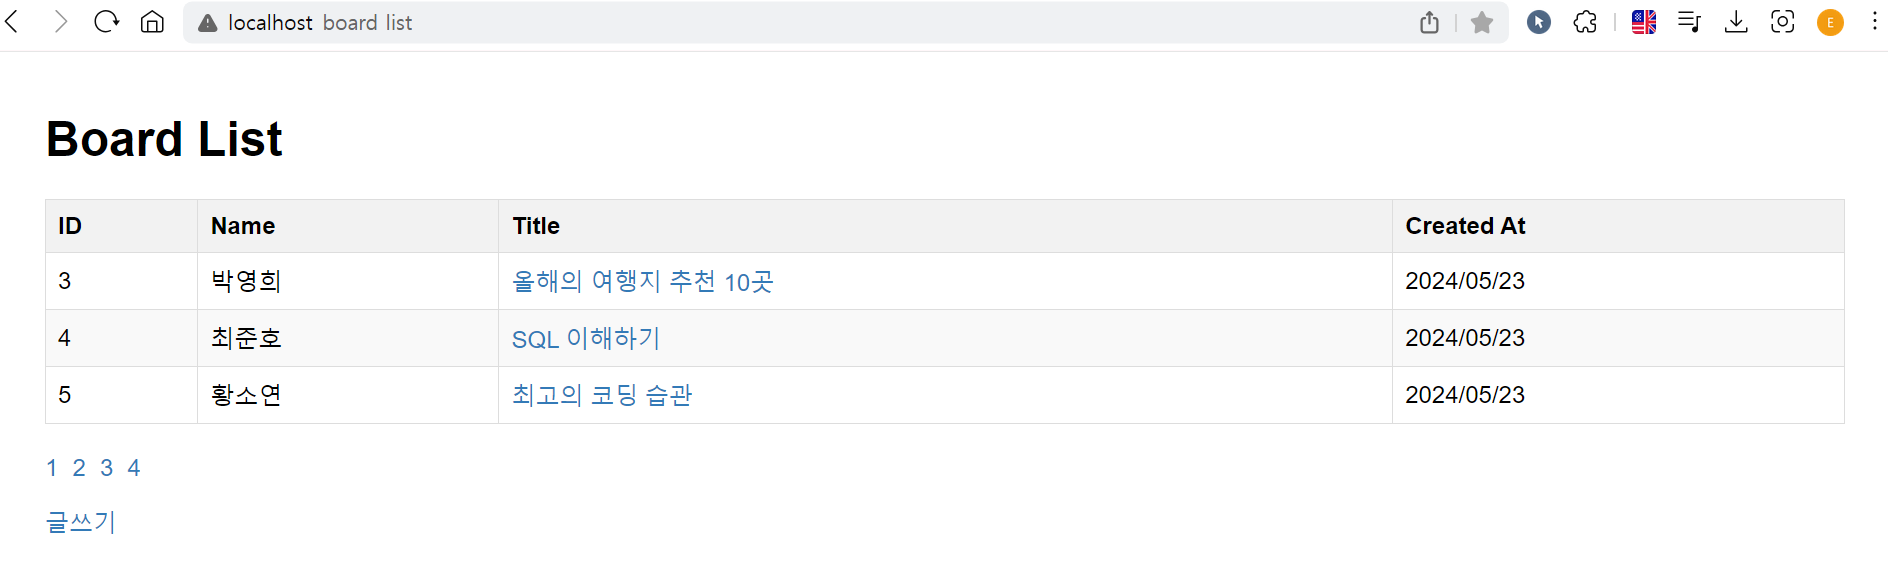 localhost board list
E
Board List
ID Name Title Created At
3 박영희 올해의 여행지 추천 10곳 2024/05/23
4 최준호 SQL 이해하기 2024/05/23
5 황소연 최고의 코딩 습관 2024/05/23
1 2 3 4
글쓰기